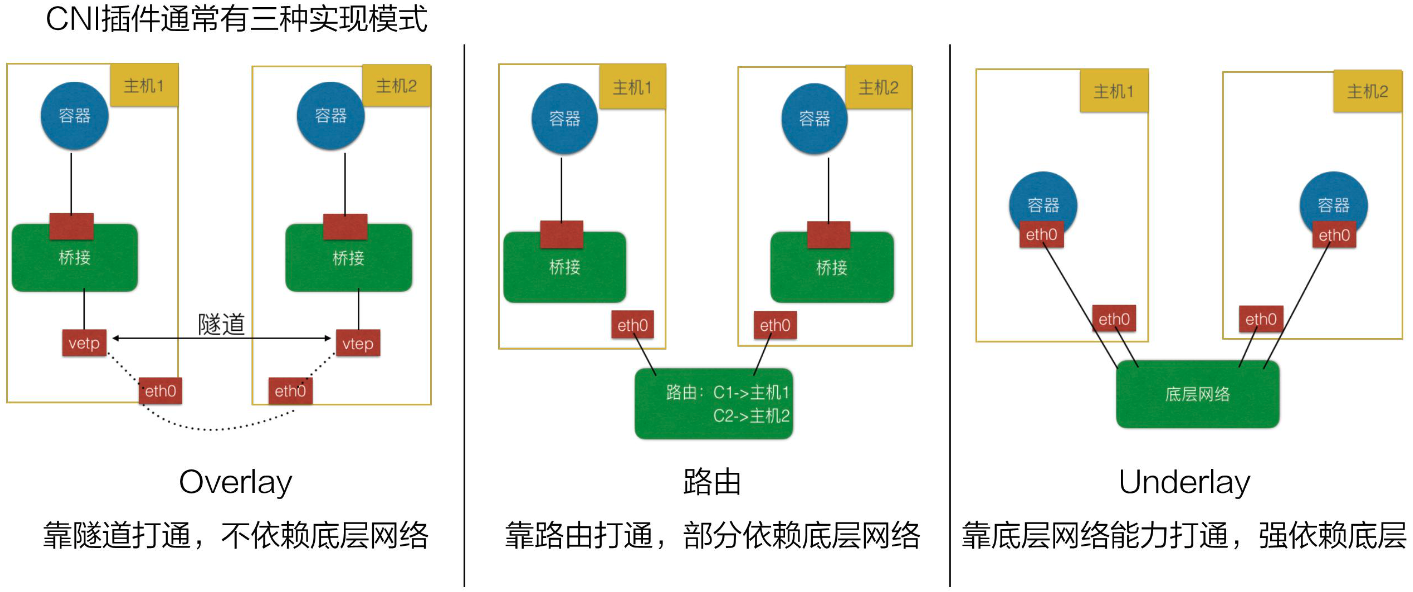 CNI插件通常有三种实现模式
主机1
容器
桥接
vetp
eth0
主机2
容器
桥接
vtep
eth0
隧道
Overlay
靠隧道打通，不依赖底层网络
主机1
容器
桥接
eth0
主机2
容器
桥接
eth0
路由：C1->主机1
C2->主机2
路由
靠路由打通，部分依赖底层网络
主机1
容器
eth0
eth0
主机2
容器
eth0
eth0
底层网络
Underlay
靠底层网络能力打通，强依赖底层